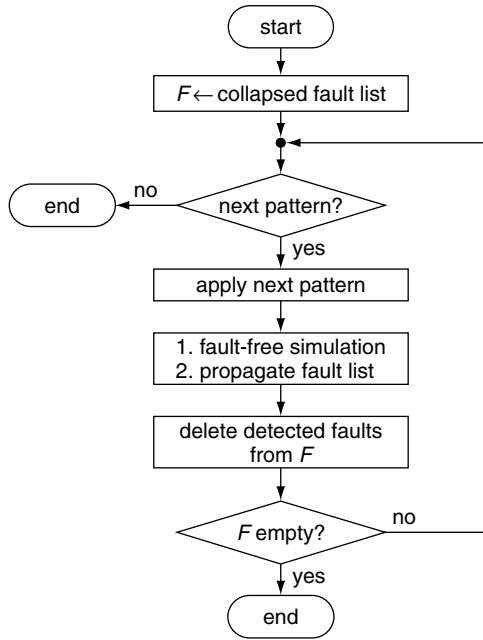 start
F ← collapsed fault list
no
end
next pattern?
yes
apply next pattern
1. fault-free simulation
2. propagate fault list
delete detected faults
from F
F empty?
no
yes
end